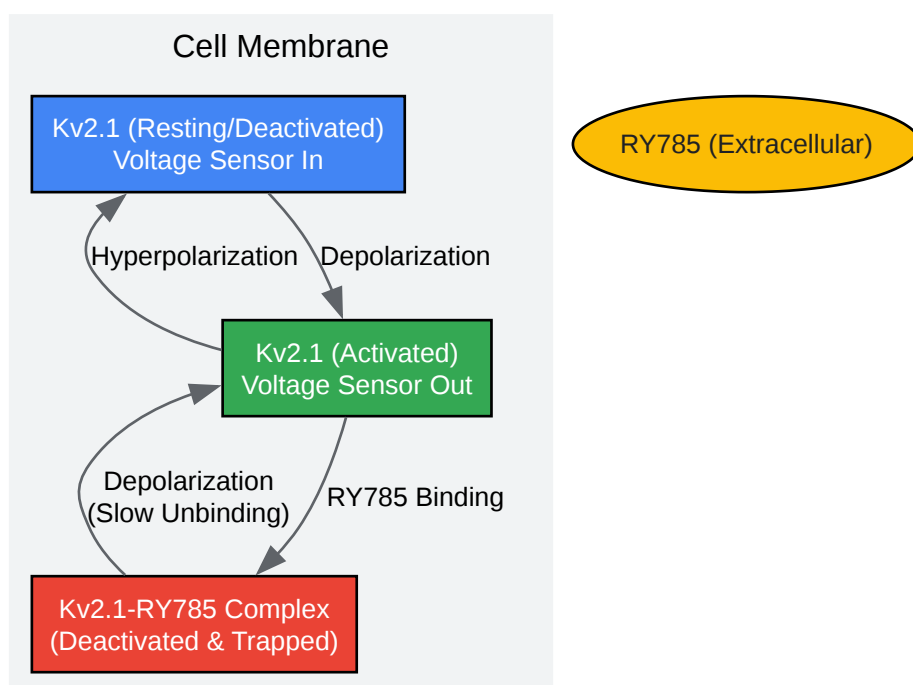 Cell Membrane
Kv2.1 (Resting/Deactivated)
Voltage Sensor In
RY785 (Extracellular)
Hyperpolarization
Depolarization
Kv2.1 (Activated)
Voltage Sensor Out
Depolarization
(Slow Unbinding)
RY785 Binding
Kv2.1-RY785 Complex
(Deactivated & Trapped)